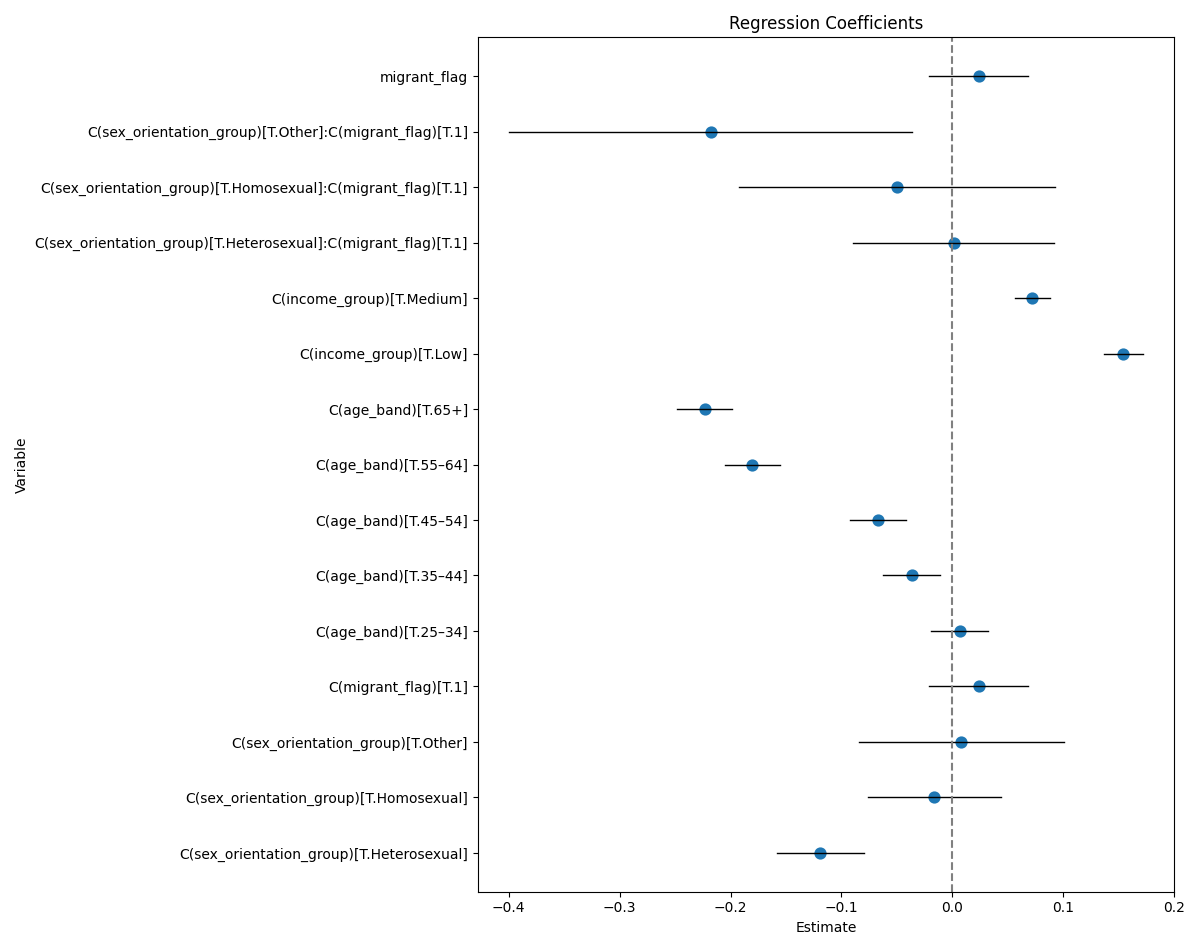 Regression Coefficients
migrant_flag
C(sex_orientation_group)[T.Other]:C(migrant_flag)[T.1]
C(sex_orientation_group)[T.Homosexual]:C(migrant_flag)[T.1]
C(sex_orientation_group)[T.Heterosexual]:C(migrant_flag)[T.1]
C(income_group)[T.Medium]
C(income_group)[T.Low]
C(age_band)[T.65+]
C(age_band)[T.55–64]
C(age_band)[T.45–54]
C(age_band)[T.35–44]
C(age_band)[T.25–34]
C(migrant_flag)[T.1]
C(sex_orientation_group)[T.Other]
C(sex_orientation_group)[T.Homosexual]
C(sex_orientation_group)[T.Heterosexual]
Variable
−0.4 −0.3 −0.2 −0.1 0.0 0.1 0.2
Estimate